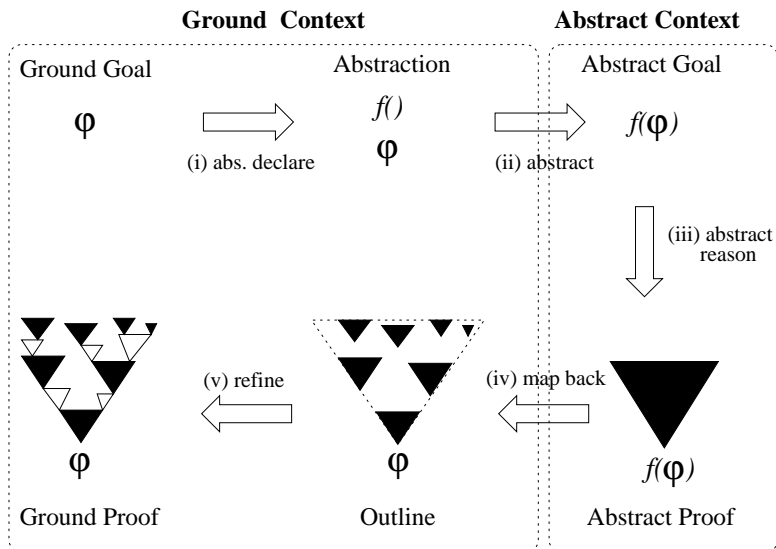 Ground Context
Abstract Context
Ground Goal
Abstraction
Abstract Goal
φ
f()
φ
f(φ)
(i) abs. declare
(ii) abstract
(iii) abstract
reason
(v) refine
(iv) map back
φ
φ
f(φ)
Ground Proof
Outline
Abstract Proof